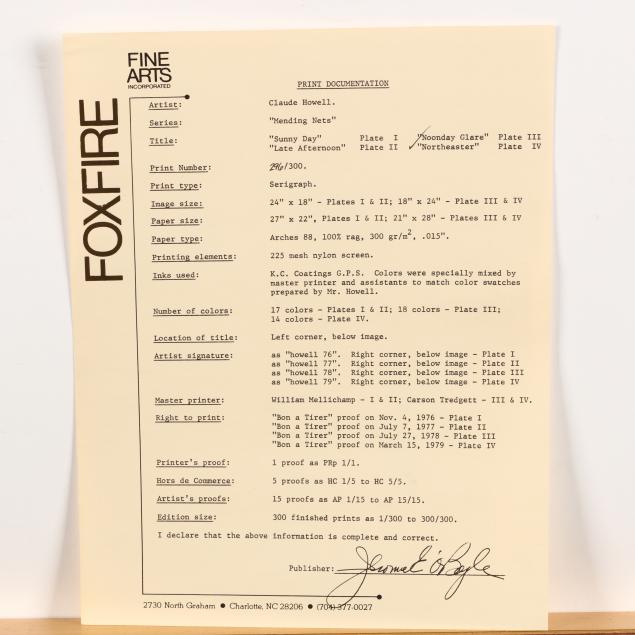 FINE
ARTS
INCORPORATED
FOXFIRE
PRINT DOCUMENTATION
Artist: Claude Howell.
Series: "Mending Nets"
Title: "Sunny Day" Plate I "Noonday Glare" Plate III
"Late Afternoon" Plate II ✓ "Northeaster" Plate IV
Print Number: 296/300.
Print type: Serigraph.
Image size: 24" x 18" - Plates I & II; 18" x 24" - Plate III & IV
Paper size: 27" x 22", Plates I & II; 21" x 28" - Plates III & IV
Paper type: Arches 88, 100% rag, 300 gr/m², .015".
Printing elements: 225 mesh nylon screen.
Inks used: K.C. Coatings G.P.S. Colors were specially mixed by
master printer and assistants to match color swatches
prepared by Mr. Howell.
Number of colors: 17 colors - Plates I & II; 18 colors - Plate III;
14 colors - Plate IV.
Location of title: Left corner, below image.
Artist signature: as "howell 76". Right corner, below image - Plate I
as "howell 77". Right corner, below image - Plate II
as "howell 78". Right corner, below image - Plate III
as "howell 79". Right corner, below image - Plate IV
Master printer: William Mellichamp - I & II; Carson Tredgett - III & IV.
Right to print: "Bon a Tirer" proof on Nov. 4, 1976 - Plate I
"Bon a Tirer" proof on July 7, 1977 - Plate II
"Bon a Tirer" proof on July 27, 1978 - Plate III
"Bon a Tirer" proof on March 15, 1979 - Plate IV
Printer's proof: 1 proof as PRp 1/1.
Hors de Commerce: 5 proofs as HC 1/5 to HC 5/5.
Artist's proofs: 15 proofs as AP 1/15 to AP 15/15.
Edition size: 300 finished prints as 1/300 to 300/300.
I declare that the above information is complete and correct.
Publisher: O'Boyle
2730 North Graham • Charlotte, NC 28206 • (704) 377-0027